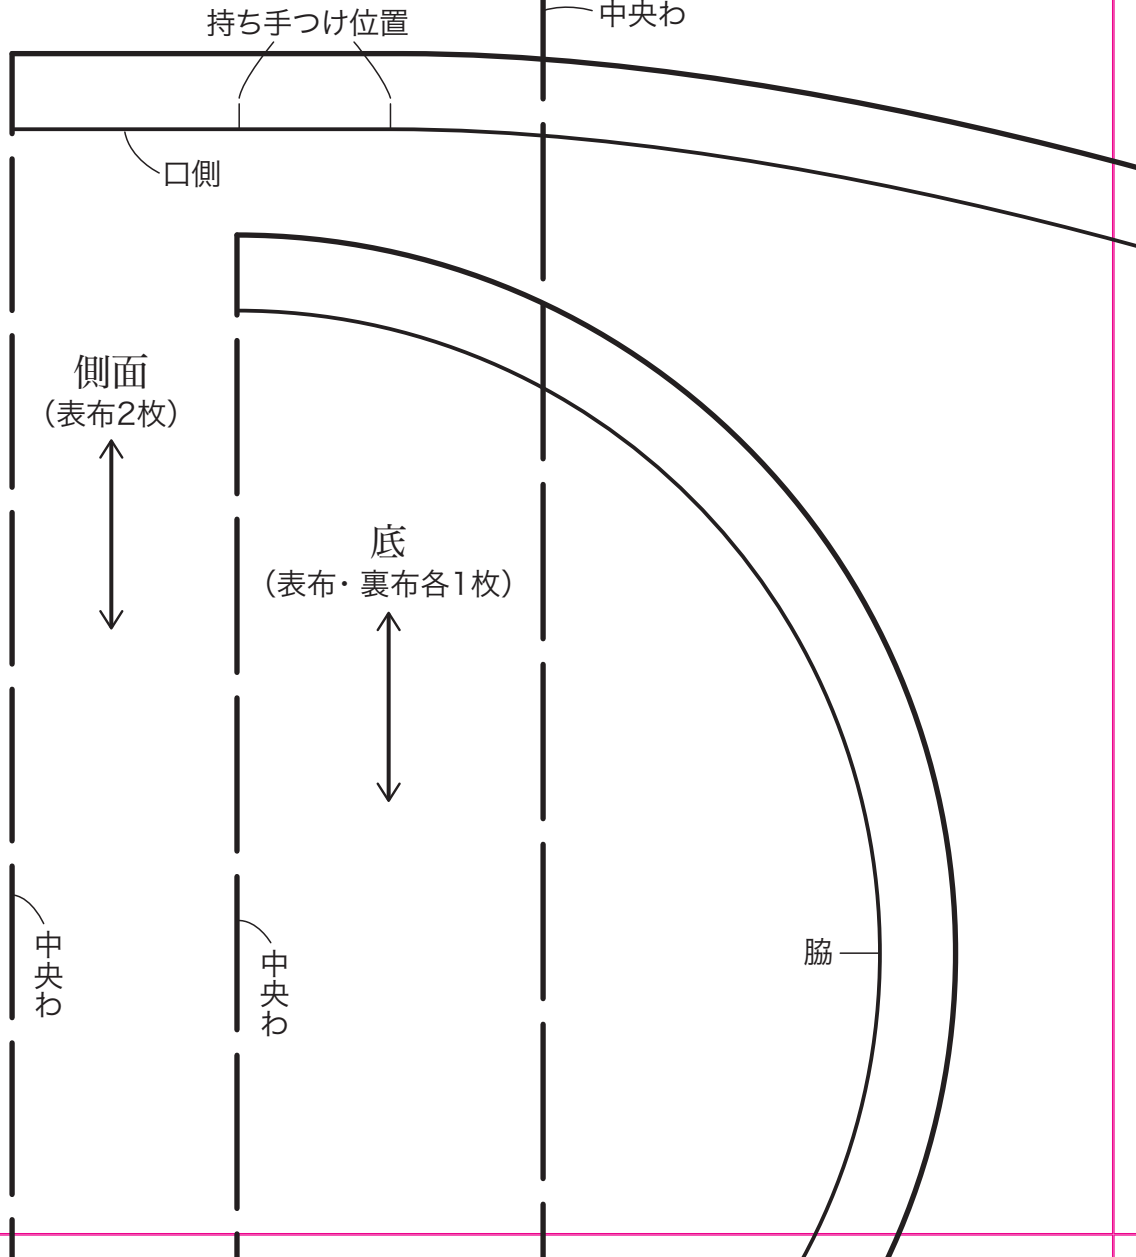 持ち手つけ位置
中央わ
口側
側面
（表布2枚）
底
（表布・裏布各1枚）
中央わ
中央わ
脇